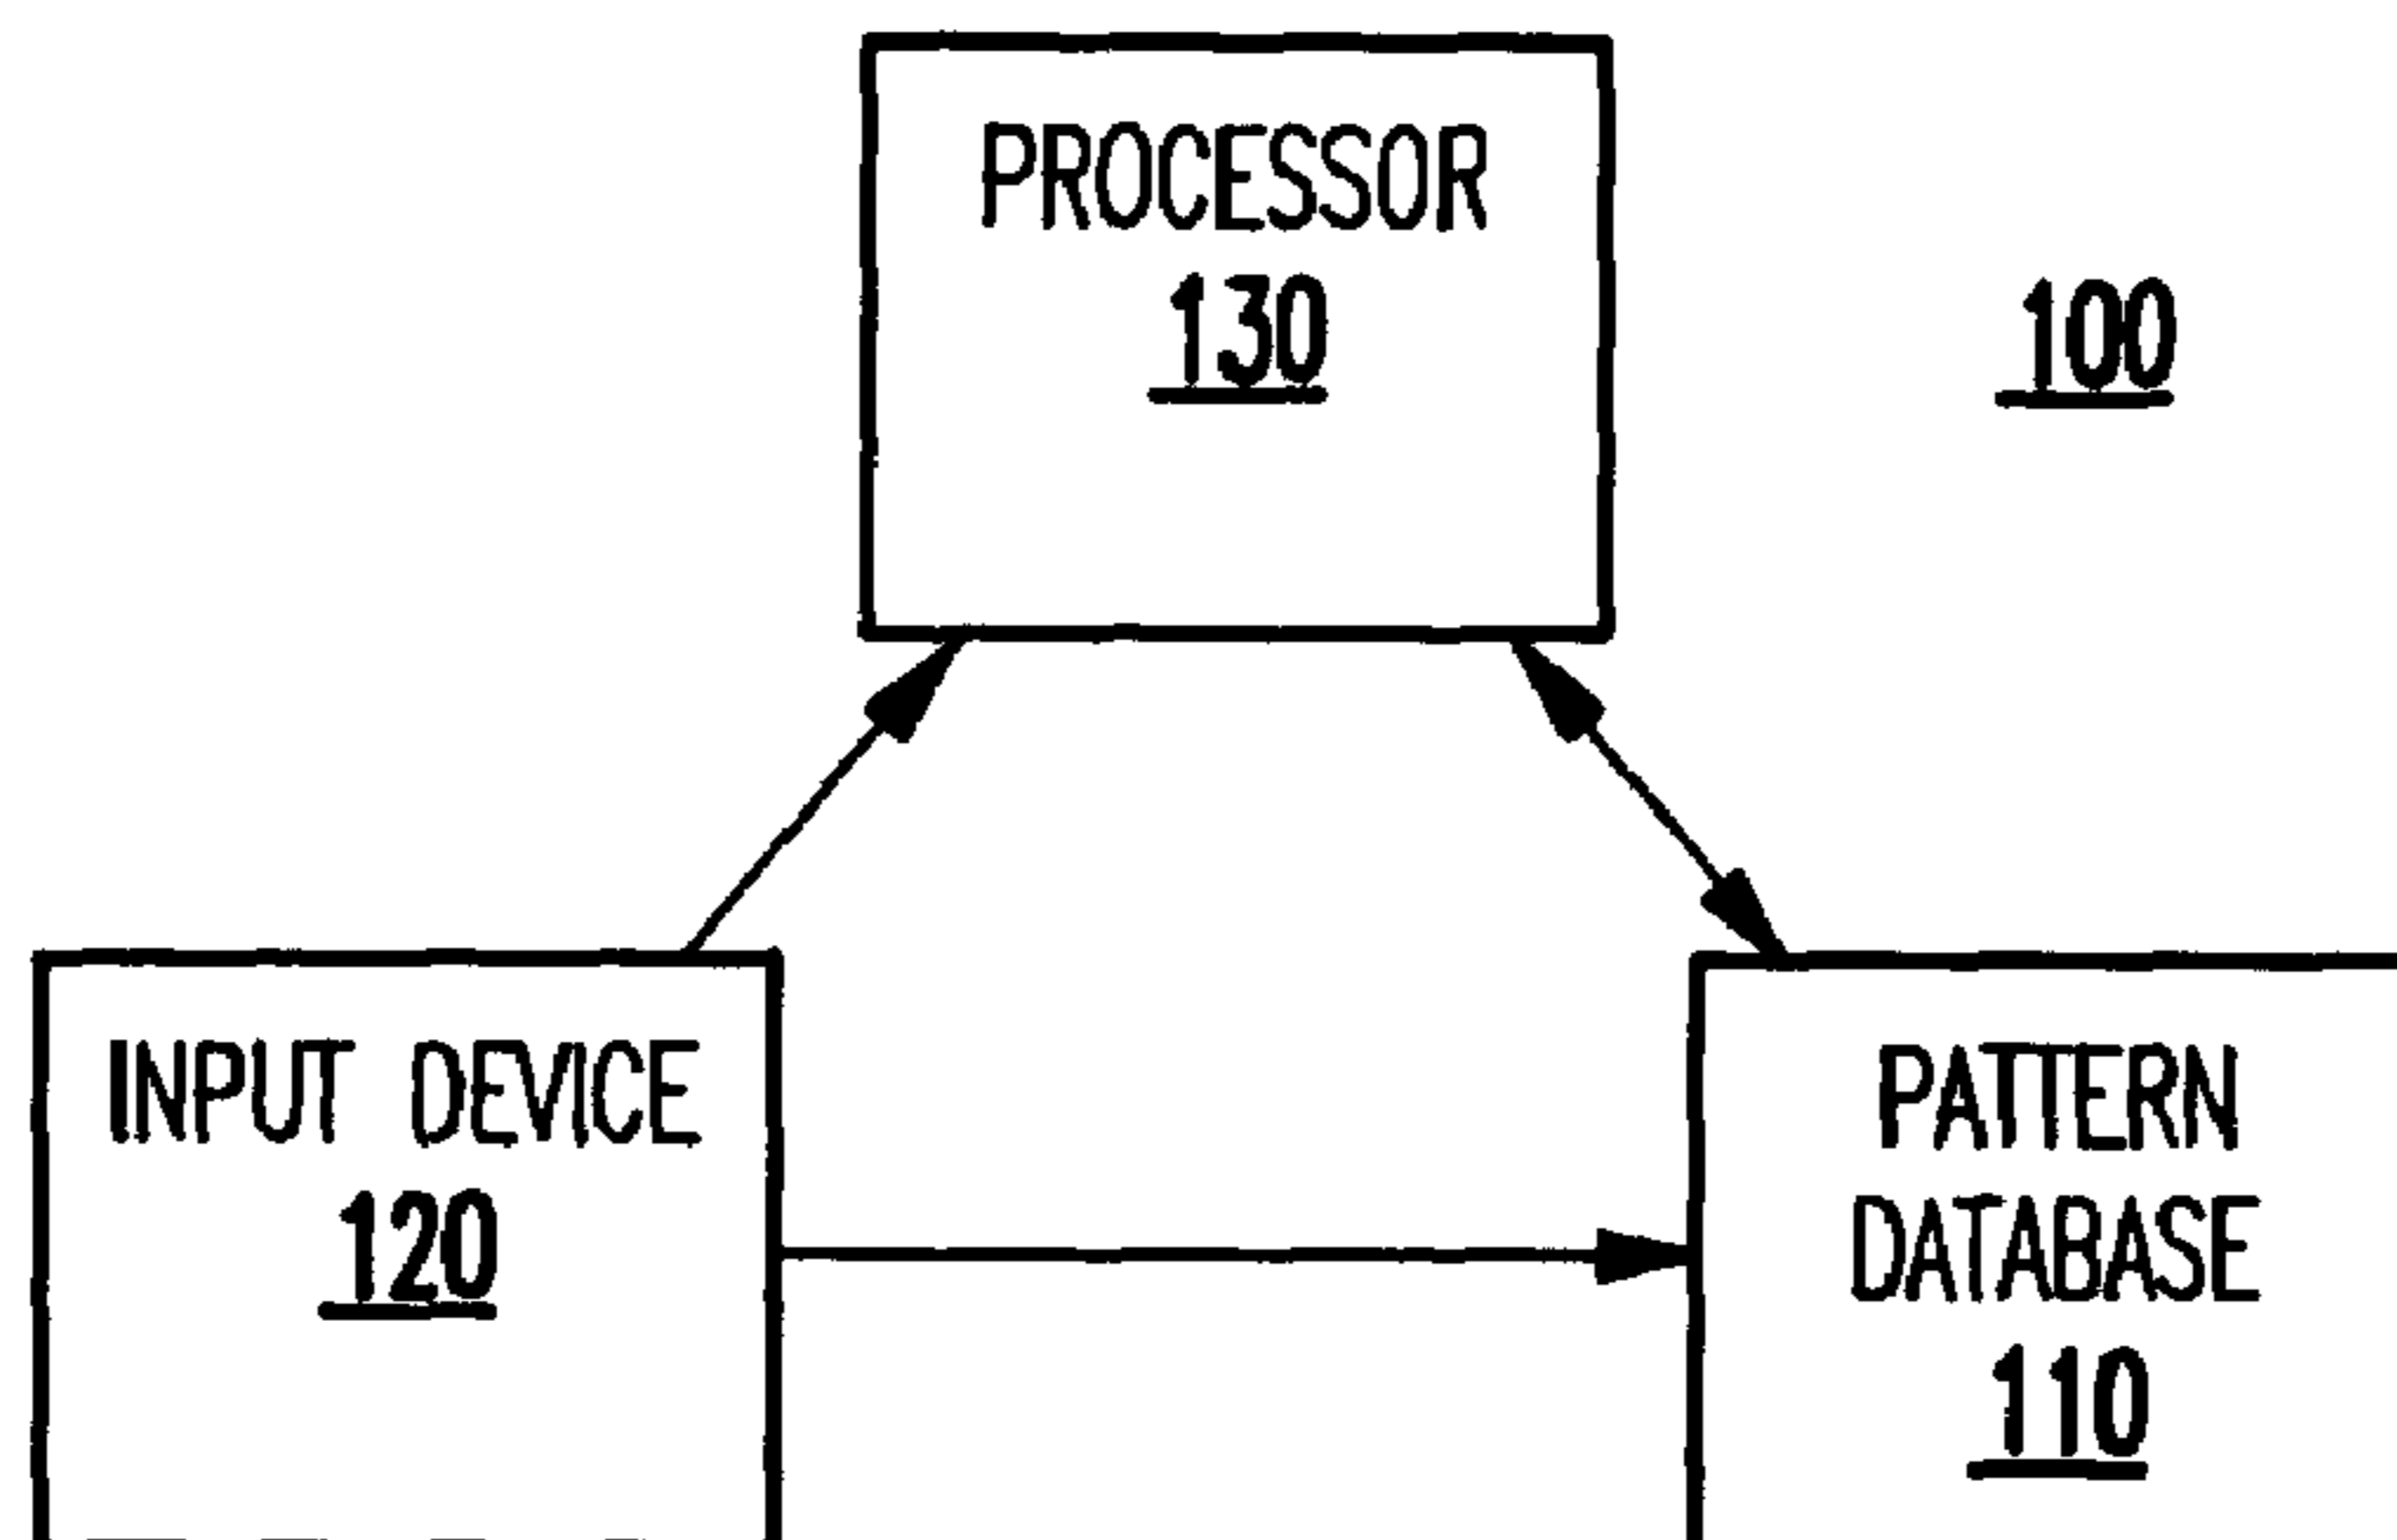 PROCESSOR
130
100
INPUT DEVICE
120
PATTERN
DATABASE
110